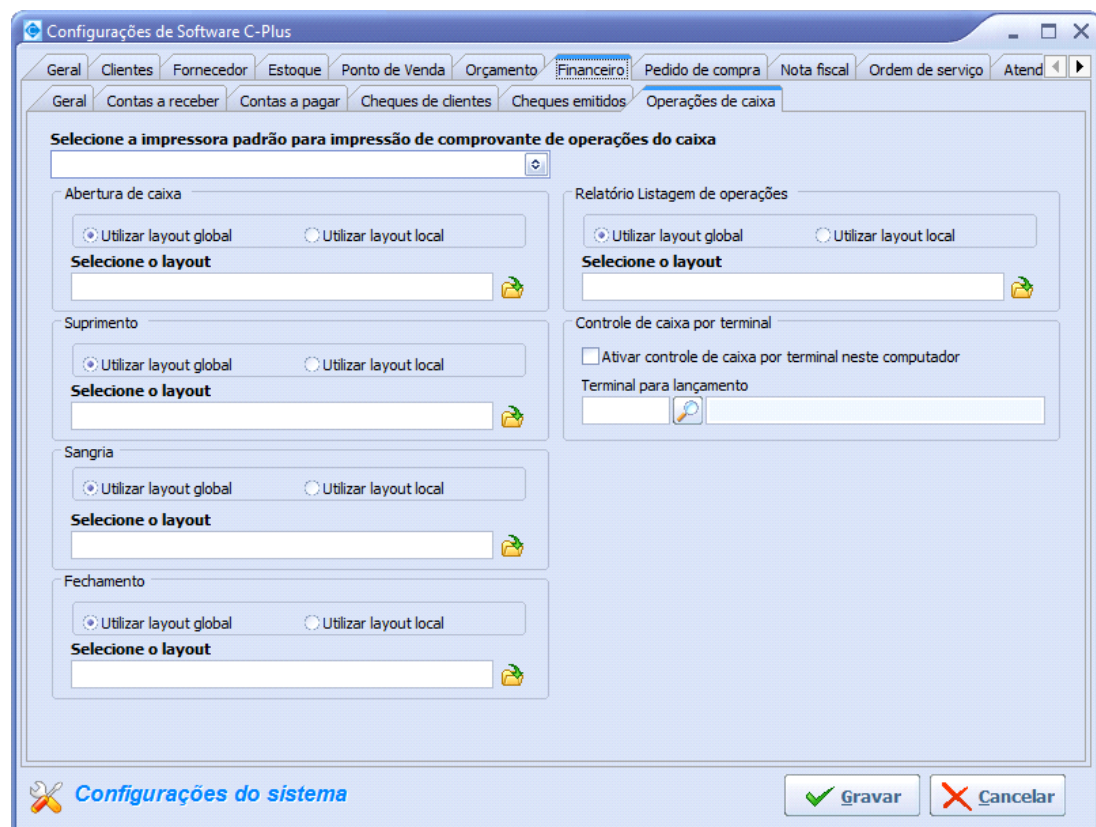 Configurações de Software C-Plus
Geral Clientes Fornecedor Estoque Ponto de Venda Orçamento Financeiro Pedido de compra Nota fiscal Ordem de serviço Atend
Geral Contas a receber Contas a pagar Cheques de clientes Cheques emitidos Operações de caixa
Selecione a impressora padrão para impressão de comprovante de operações do caixa
Abertura de caixa
Utilizar layout global Utilizar layout local
Selecione o layout
Relatório Listagem de operações
Utilizar layout global Utilizar layout local
Selecione o layout
Suprimento
Utilizar layout global Utilizar layout local
Selecione o layout
Controle de caixa por terminal
Ativar controle de caixa por terminal neste computador
Terminal para lançamento
Sangria
Utilizar layout global Utilizar layout local
Selecione o layout
Fechamento
Utilizar layout global Utilizar layout local
Selecione o layout
Configurações do sistema
Gravar Cancelar